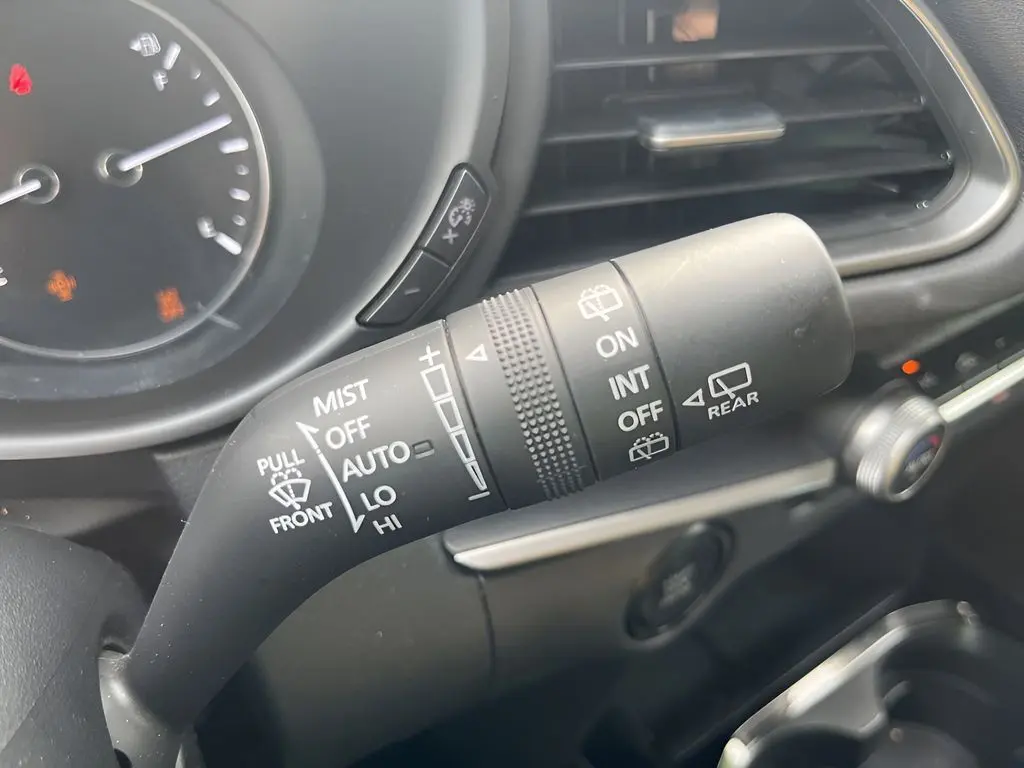 MIST
OFF
AUTO
LO
HI
PULL
FRONT
+
-
ON
INT
OFF
REAR
F